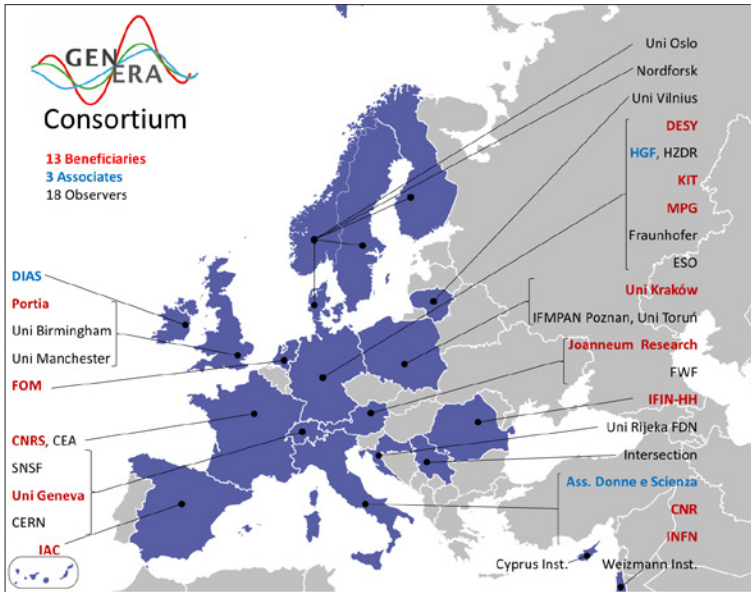 GENERA
Consortium
13 Beneficiaries
3 Associates
18 Observers
DIAS
Portia
Uni Birmingham
Uni Manchester
FOM
CNRS, CEA
SNSF
Uni Geneva
CERN
IAC
Uni Oslo
Nordforsk
Uni Vilnius
DESY
HGF, HZDR
KIT
MPG
Fraunhofer
ESO
Uni Kraków
IFMPAN Poznan, Uni Toruń
Joanneum Research
FWF
IFIN-HH
Uni Rijeka FDN
Intersection
Ass. Donne e Scienza
CNR
INFN
Cyprus Inst.
Weizmann Inst.